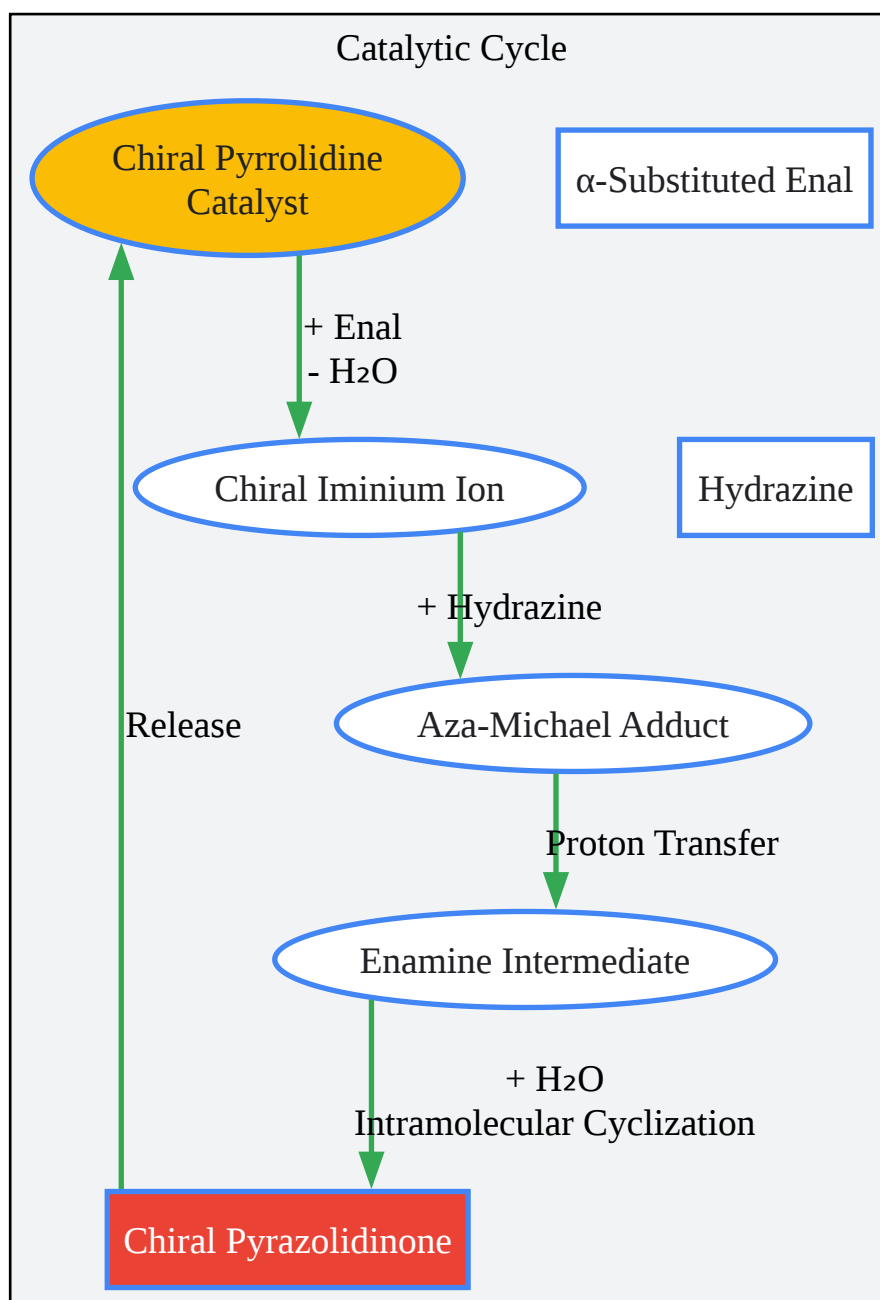 Catalytic Cycle
Chiral Pyrrolidine
Catalyst
α-Substituted Enal
+ Enal
- H₂O
Chiral Iminium Ion
Hydrazine
+ Hydrazine
Aza-Michael Adduct
Release
Proton Transfer
Enamine Intermediate
+ H₂O
Intramolecular Cyclization
Chiral Pyrazolidinone